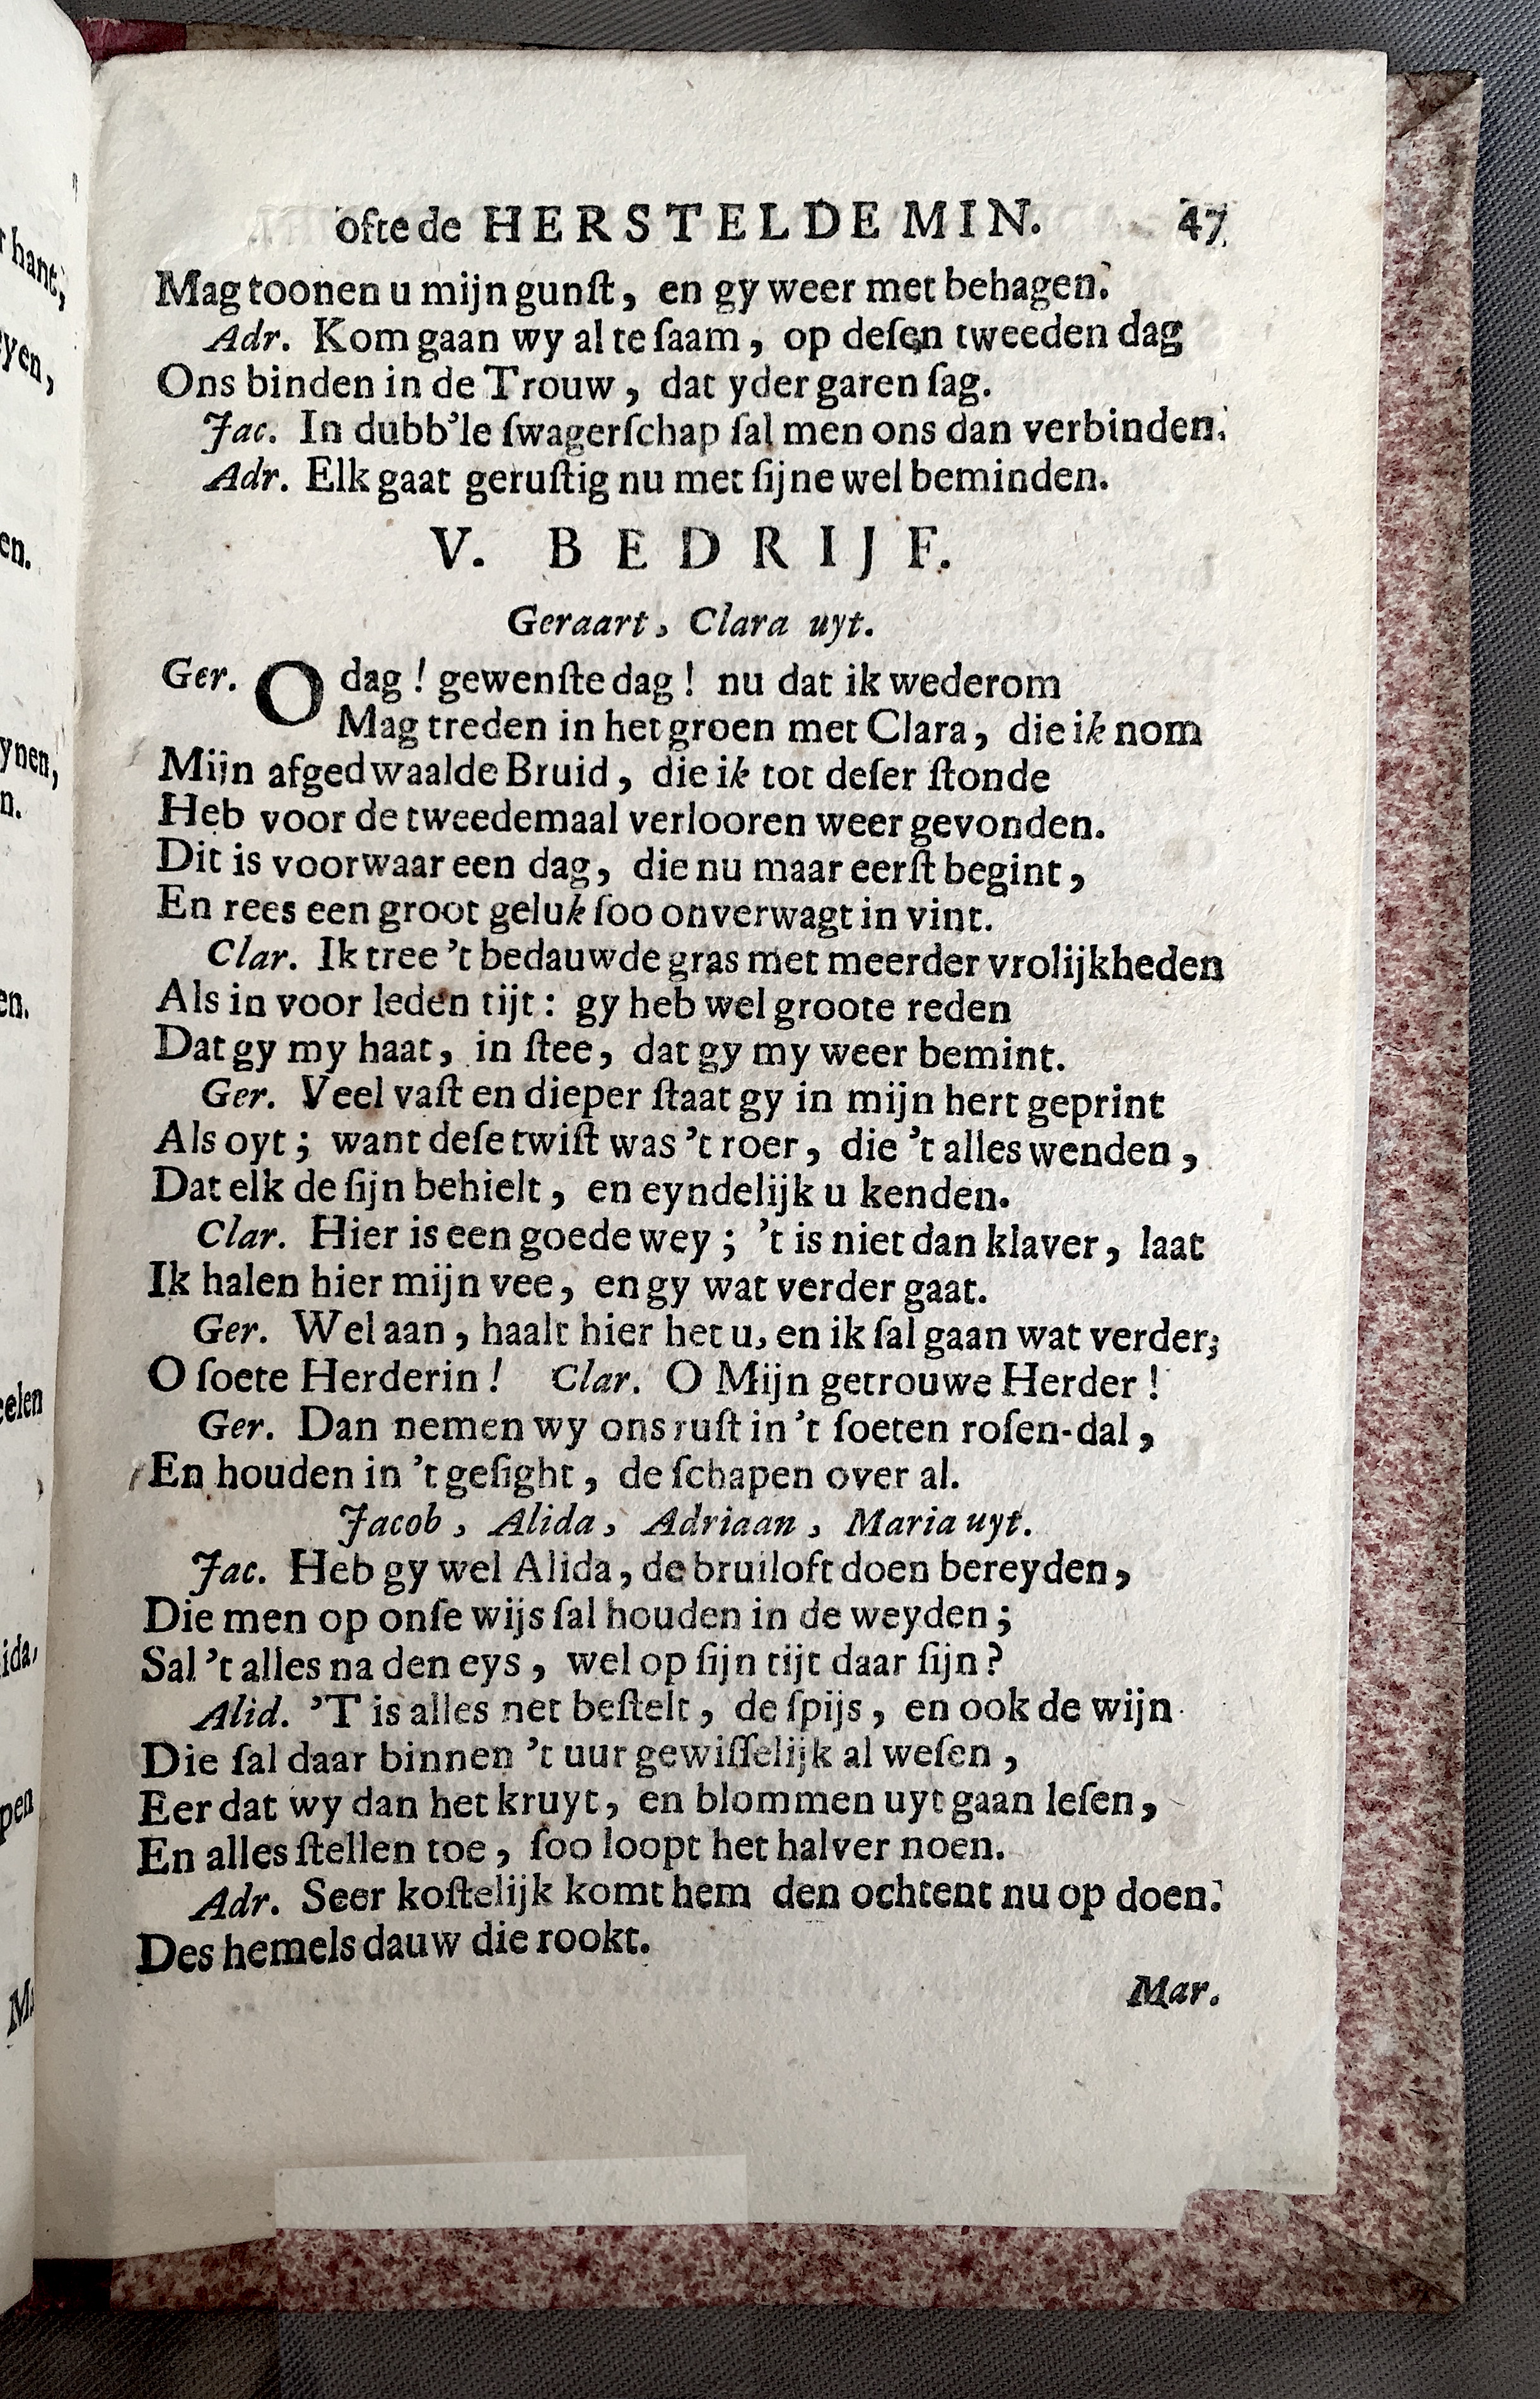 ofte de HERSTELDE MIN. 47
Mag toonen u mijn gunſt, en gy weer met behagen.
Adr. Kom gaan wy al te ſaam, op deſen tweeden dag
Ons binden in de Trouw, dat yder garen ſag.
Jac. In dubb'le ſwagerſchap ſal men ons dan verbinden.
Adr. Elk gaat geruſtig nu met ſijne wel beminden.
V. BEDRIJF.
Geraart, Clara uyt.
Ger. O dag! gewenſte dag! nu dat ik wederom
Mag treden in het groen met Clara, die ik nom
Mijn afgedwaalde Bruid, die ik tot deſer ſtonde
Heb voor de tweedemaal verlooren weer gevonden.
Dit is voorwaar een dag, die nu maar eerſt begint,
En rees een groot geluk ſoo onverwagt in vint.
Clar. Ik tree 't bedauwde gras met meerder vrolijkheden
Als in voor leden tijt: gy heb wel groote reden
Dat gy my haat, in ſtee, dat gy my weer bemint.
Ger. Veel vaſt en dieper ſtaat gy in mijn hert geprint
Als oyt; want deſe twiſt was 't roer, die 't alles wenden,
Dat elk de ſijn behielt, en eyndelijk u kenden.
Clar. Hier is een goede wey; 't is niet dan klaver, laat
Ik halen hier mijn vee, en gy wat verder gaat.
Ger. Wel aan, haalt hier het u, en ik ſal gaan wat verder;
O ſoete Herderin! Clar. O Mijn getrouwe Herder!
Ger. Dan nemen wy ons ruſt in 't ſoeten roſen-dal,
En houden in 't geſight, de ſchapen over al.
Jacob, Alida, Adriaan, Maria uyt.
Jac. Heb gy wel Alida, de bruiloft doen bereyden,
Die men op onſe wijs ſal houden in de weyden;
Sal 't alles na den eys, wel op ſijn tijt daar ſijn?
Alid. 'T is alles net beſtelt, de ſpijs, en ook de wijn
Die ſal daar binnen 't uur gewiſſelijk al weſen,
Eer dat wy dan het kruyt, en blommen uyt gaan leſen,
En alles ſtellen toe, ſoo loopt het halver noen.
Adr. Seer koſtelijk komt hem den ochtent nu op doen.
Des hemels dauw die rookt.
Mar.